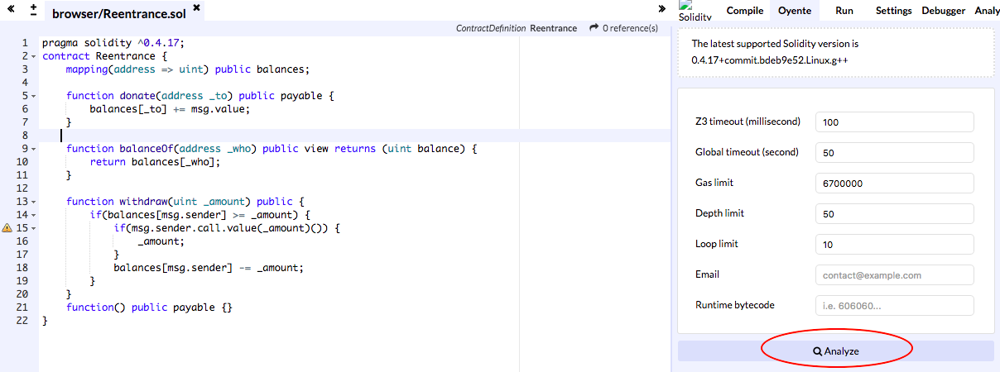 browser/Reentrance.sol
ContractDefinition Reentrance 0 reference(s)
1 pragma solidity ^0.4.17;
2 contract Reentrance {
3 mapping(address => uint) public balances;
4
5 function donate(address _to) public payable {
6 balances[_to] += msg.value;
7 }
8
9 function balanceOf(address _who) public view returns (uint balance) {
10 return balances[_who];
11 }
12
13 function withdraw(uint _amount) public {
14 if(balances[msg.sender] >= _amount) {
15 if(msg.sender.call.value(_amount)()) {
16 _amount;
17 }
18 balances[msg.sender] -= _amount;
19 }
20 }
21 function() public payable {}
22 }
Solidity Compile Oyente Run Settings Debugger Analy
The latest supported Solidity version is
0.4.17+commit.bdeb9e52.Linux.g++
Z3 timeout (millisecond) 100
Global timeout (second) 50
Gas limit 6700000
Depth limit 50
Loop limit 10
Email contact@example.com
Runtime bytecode i.e. 606060...
Analyze